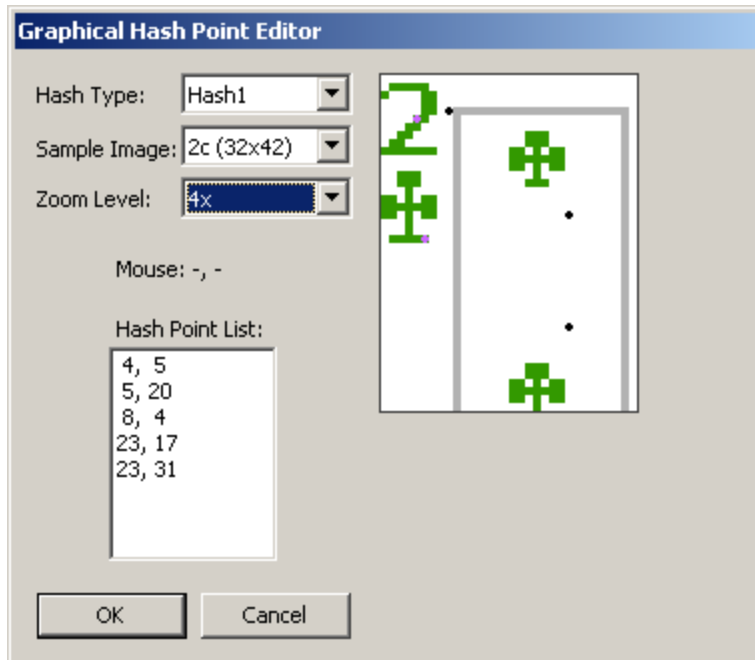 Graphical Hash Point Editor
Hash Type: Hash1
Sample Image: 2c (32x42)
Zoom Level: 4x
Mouse: -, -
Hash Point List:
4, 5
5, 20
8, 4
23, 17
23, 31
OK Cancel
2